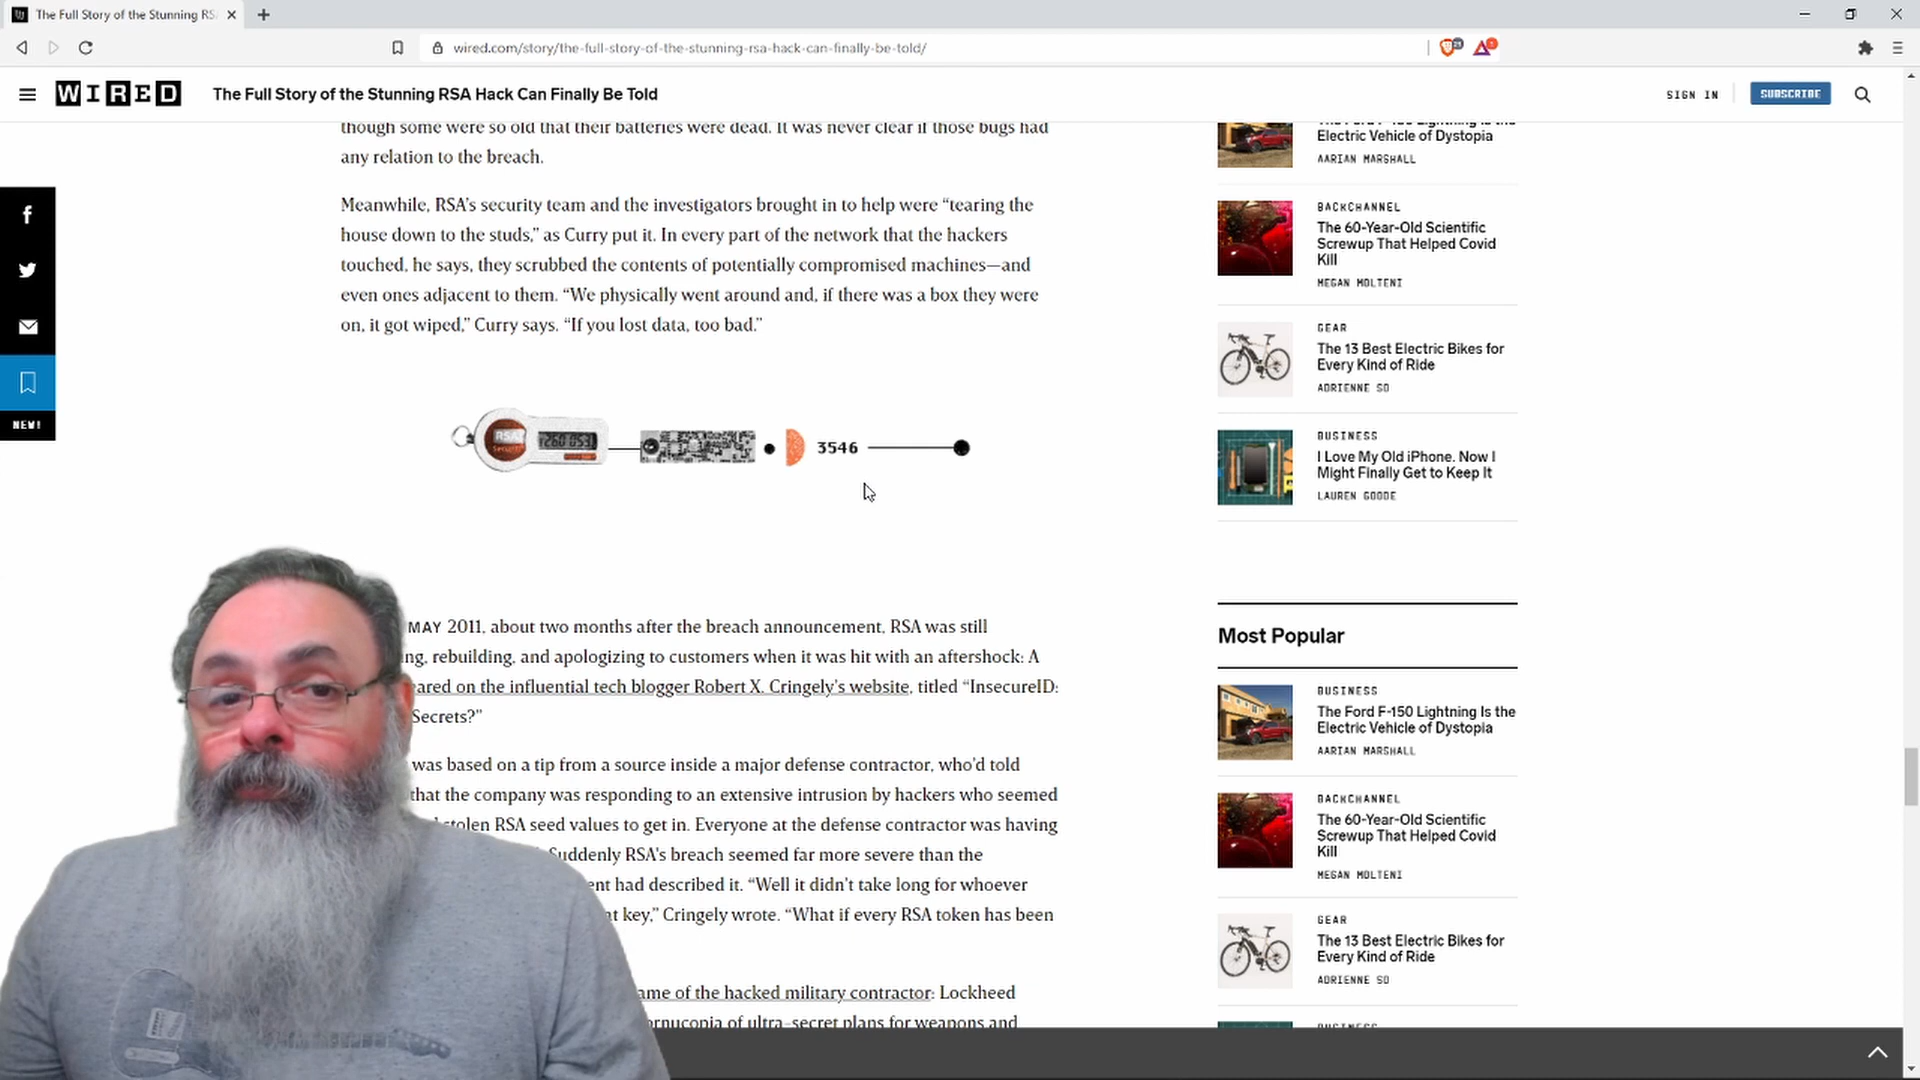 The Full Story of the Stunning RS
wired.com/story/the-full-story-of-the-stunning-rsa-hack-can-finally-be-told/
WIRED
The Full Story of the Stunning RSA Hack Can Finally Be Told
SIGN IN
SUBSCRIBE
though some were so old that their batteries were dead. It was never clear if those bugs had
any relation to the breach.
Meanwhile, RSA's security team and the investigators brought in to help were “tearing the
house down to the studs,” as Curry put it. In every part of the network that the hackers
touched, he says, they scrubbed the contents of potentially compromised machines—and
even ones adjacent to them. “We physically went around and, if there was a box they were
on, it got wiped,” Curry says. “If you lost data, too bad.”
NEW!
RSA
3546
MAY 2011, about two months after the breach announcement, RSA was still
ng, rebuilding, and apologizing to customers when it was hit with an aftershock: A
ared on the influential tech blogger Robert X. Cringely's website, titled “InsecureID:
Secrets?”
was based on a tip from a source inside a major defense contractor, who'd told
that the company was responding to an extensive intrusion by hackers who seemed
stolen RSA seed values to get in. Everyone at the defense contractor was having
Suddenly RSA's breach seemed far more severe than the
ent had described it. “Well it didn't take long for whoever
key,” Cringely wrote. “What if every RSA token has been
ame of the hacked military contractor: Lockheed
ornucopia of ultra-secret plans for weapons and
Electric Vehicle of Dystopia
AARIAN MARSHALL
BACKCHANNEL
The 60-Year-Old Scientific
Screwup That Helped Covid
Kill
MEGAN MOLTENI
GEAR
The 13 Best Electric Bikes for
Every Kind of Ride
ADRIENNE SO
BUSINESS
I Love My Old iPhone. Now I
Might Finally Get to Keep It
LAUREN GOODE
Most Popular
BUSINESS
The Ford F-150 Lightning Is the
Electric Vehicle of Dystopia
AARIAN MARSHALL
BACKCHANNEL
The 60-Year-Old Scientific
Screwup That Helped Covid
Kill
MEGAN MOLTENI
GEAR
The 13 Best Electric Bikes for
Every Kind of Ride
ADRIENNE SO